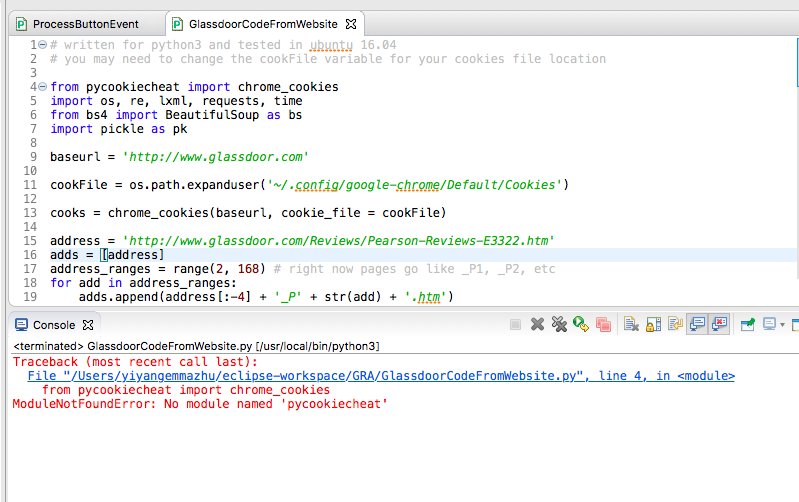 ProcessButtonEvent
GlassdoorCodeFromWebsite
1 # written for python3 and tested in ubuntu 16.04
2 # you may need to change the cookFile variable for your cookies file location
3
4 from pycookiecheat import chrome_cookies
5 import os, re, lxml, requests, time
6 from bs4 import BeautifulSoup as bs
7 import pickle as pk
8
9 baseurl = 'http://www.glassdoor.com'
10
11 cookFile = os.path.expanduser('~/.config/google-chrome/Default/Cookies')
12
13 cooks = chrome_cookies(baseurl, cookie_file = cookFile)
14
15 address = 'http://www.glassdoor.com/Reviews/Pearson-Reviews-E3322.htm'
16 adds = [address]
17 address_ranges = range(2, 168) # right now pages go like _P1, _P2, etc
18 for add in address_ranges:
19 adds.append(address[:-4] + '_P' + str(add) + '.htm')
Console
<terminated> GlassdoorCodeFromWebsite.py [/usr/local/bin/python3]
Traceback (most recent call last):
File "/Users/yiyangemmazhu/eclipse-workspace/GRA/GlassdoorCodeFromWebsite.py", line 4, in <module>
from pycookiecheat import chrome_cookies
ModuleNotFoundError: No module named 'pycookiecheat'